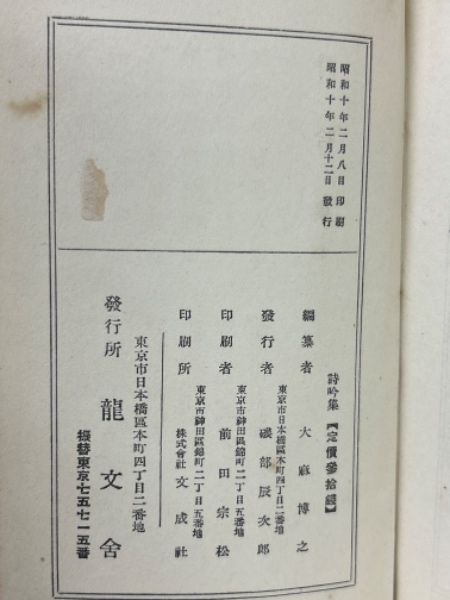 昭和十年二月八日 印刷
昭和十年二月十二日 發行
詩吟集 【定價參拾錢】
編纂者 大麻博之
東京市日本橋區本町四丁目二番地
發行者 磯部辰次郎
東京市神田區錦町二丁目五番地
印刷者 前田宗松
東京市神田區錦町二丁目五番地
印刷所 株式會社文成社
東京市日本橋區本町四丁目二番地
發行所 龍文舍
振替東京七五七一五番